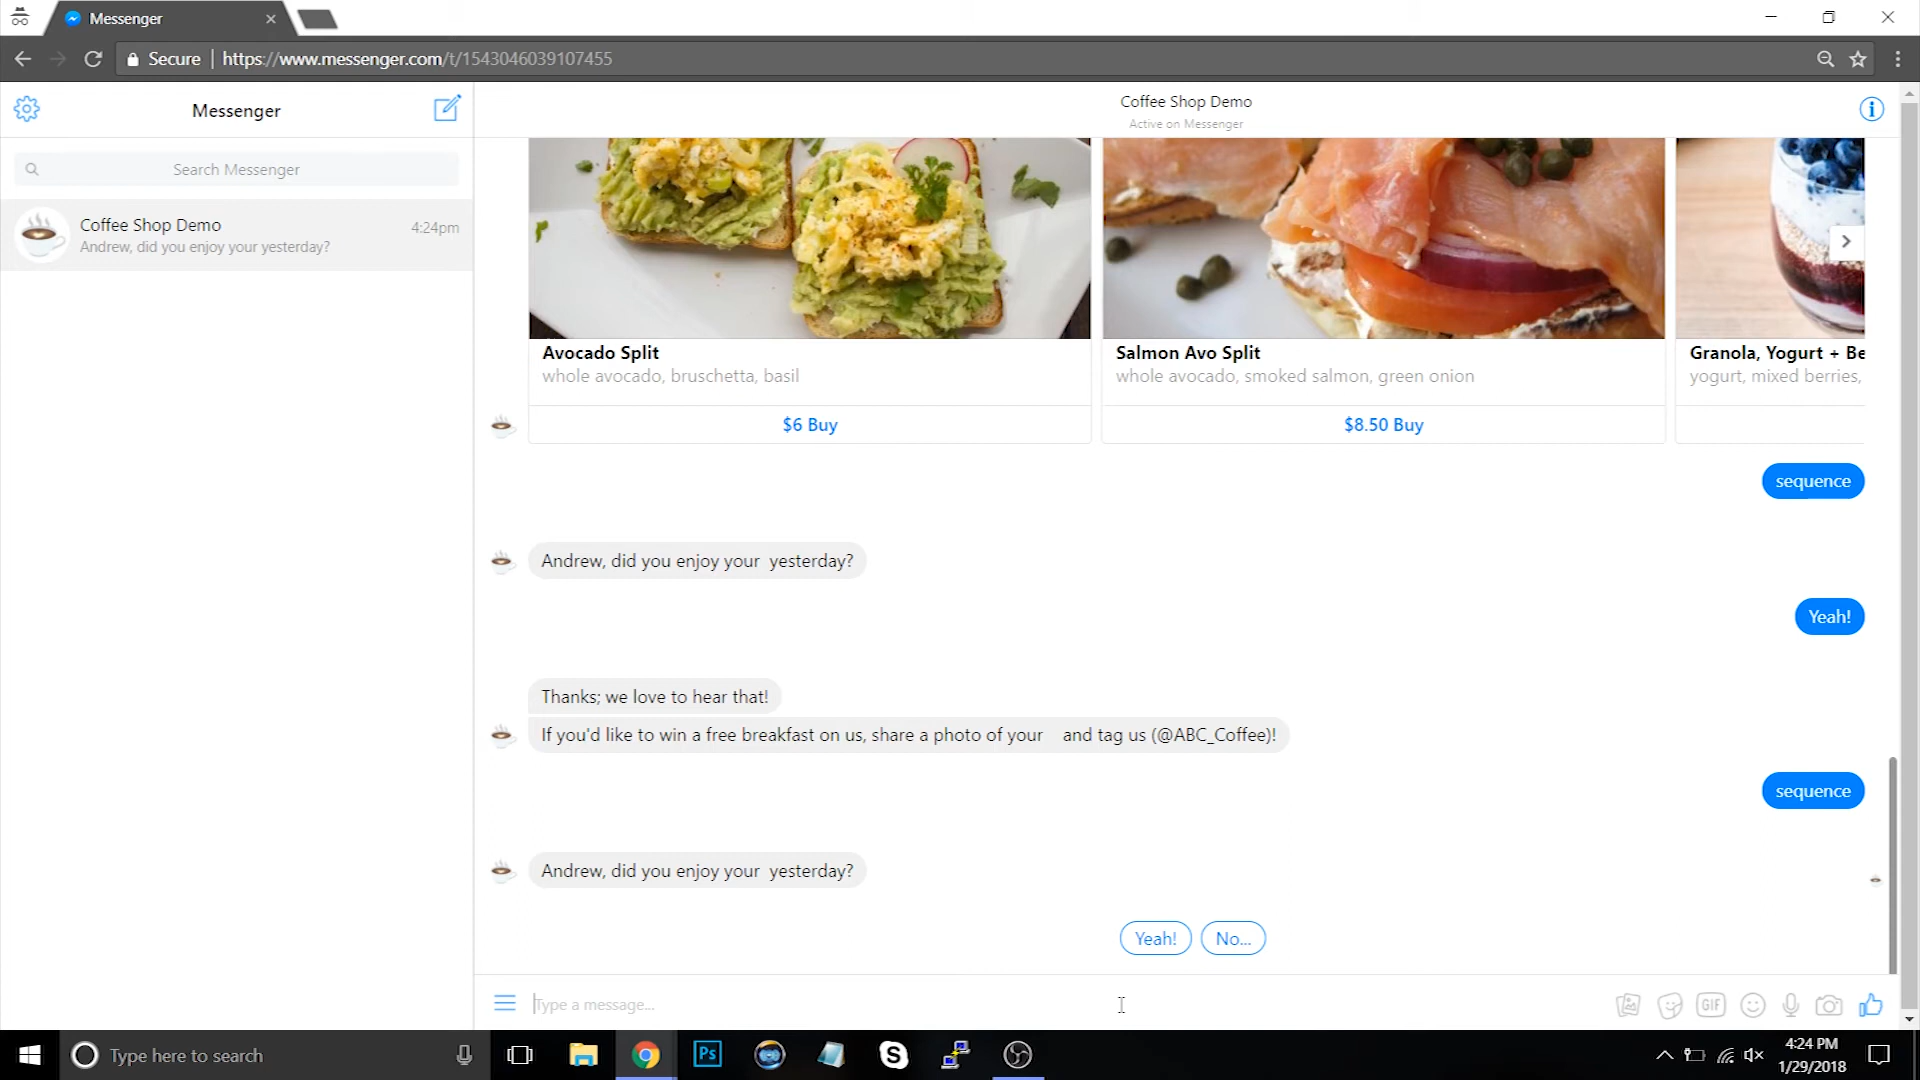 Messenger
Secure
https://www.messenger.com/t/1543046039107455
Messenger
Coffee Shop Demo
Active on Messenger
Search Messenger
Coffee Shop Demo
4:24pm
Andrew, did you enjoy your yesterday?
Avocado Split
whole avocado, bruschetta, basil
$6 Buy
Salmon Avo Split
whole avocado, smoked salmon, green onion
$8.50 Buy
Granola, Yogurt + Be
yogurt, mixed berries,
sequence
Andrew, did you enjoy your yesterday?
Yeah!
Thanks; we love to hear that!
If you'd like to win a free breakfast on us, share a photo of your and tag us (@ABC_Coffee)!
sequence
Andrew, did you enjoy your yesterday?
Yeah!
No...
Type a message...
GIF
Type here to search
Ps
4:24 PM
1/29/2018